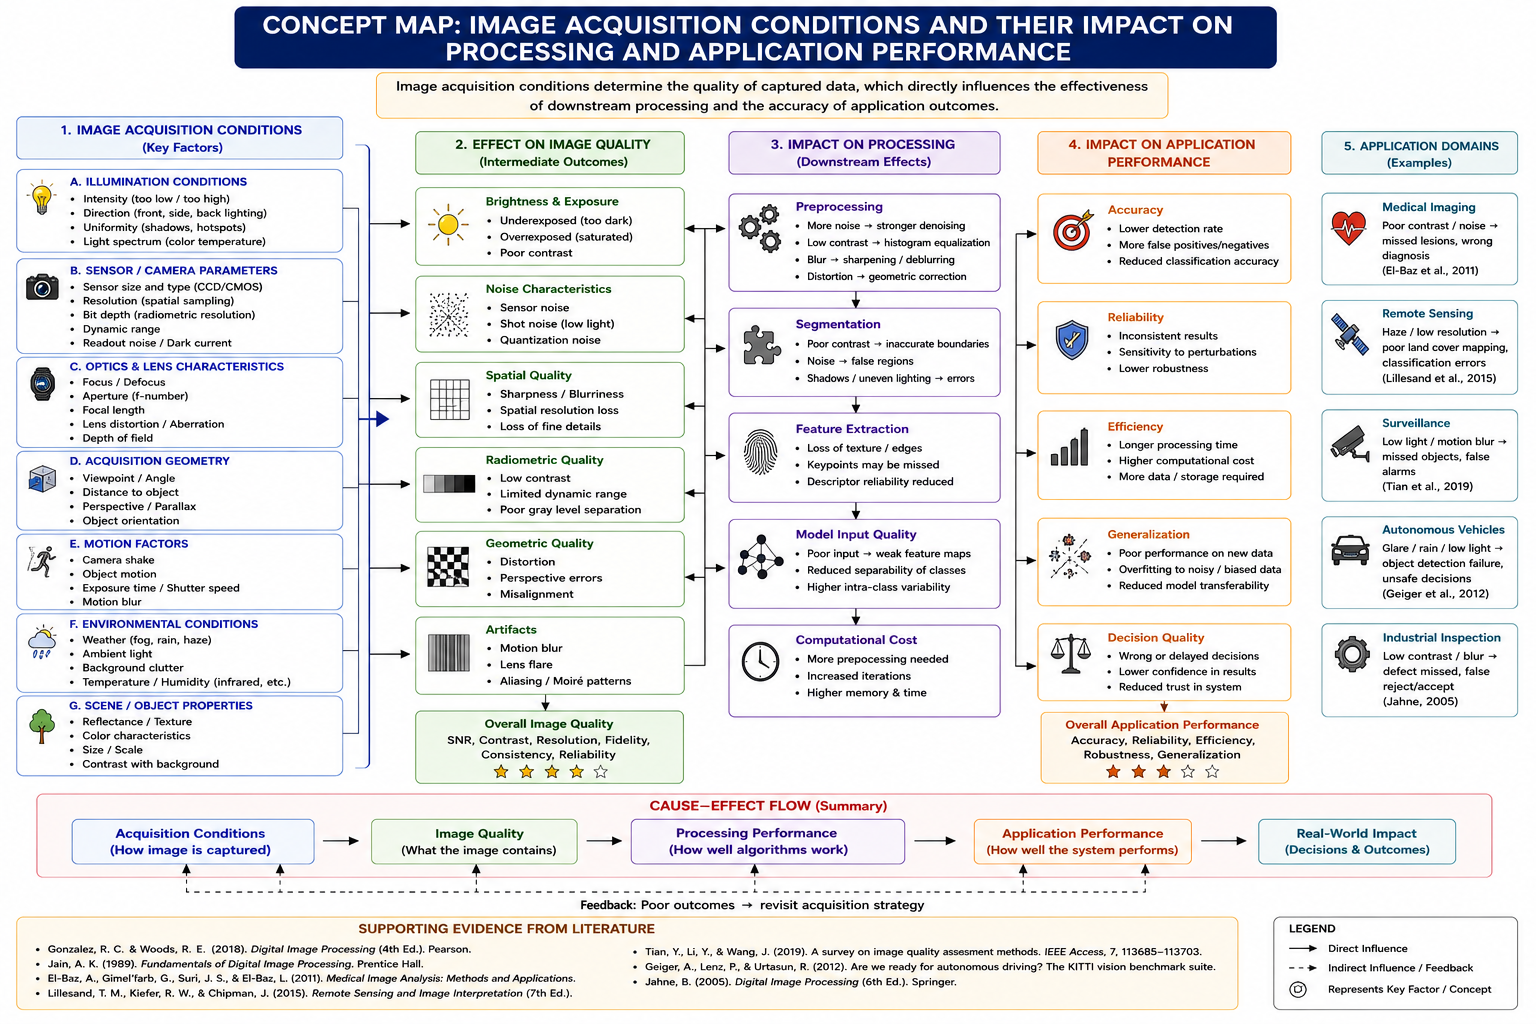 CONCEPT MAP: IMAGE ACQUISITION CONDITIONS AND THEIR IMPACT ON
PROCESSING AND APPLICATION PERFORMANCE
Image acquisition conditions determine the quality of captured data, which directly influences the effectiveness
of downstream processing and the accuracy of application outcomes.
1. IMAGE ACQUISITION CONDITIONS
(Key Factors)
A. ILLUMINATION CONDITIONS
• Intensity (too low / too high)
• Direction (front, side, back lighting)
• Uniformity (shadows, hotspots)
• Light spectrum (color temperature)
B. SENSOR / CAMERA PARAMETERS
• Sensor size and type (CCD/CMOS)
• Resolution (spatial sampling)
• Bit depth (radiometric resolution)
• Dynamic range
• Readout noise / Dark current
C. OPTICS & LENS CHARACTERISTICS
• Focus / Defocus
• Aperture (f-number)
• Focal length
• Lens distortion / Aberration
• Depth of field
D. ACQUISITION GEOMETRY
• Viewpoint / Angle
• Distance to object
• Perspective / Parallax
• Object orientation
E. MOTION FACTORS
• Camera shake
• Object motion
• Exposure time / Shutter speed
• Motion blur
F. ENVIRONMENTAL CONDITIONS
• Weather (fog, rain, haze)
• Ambient light
• Background clutter
• Temperature / Humidity (infrared, etc.)
G. SCENE / OBJECT PROPERTIES
• Reflectance / Texture
• Color characteristics
• Size / Scale
• Contrast with background
2. EFFECT ON IMAGE QUALITY
(Intermediate Outcomes)
Brightness & Exposure
• Underexposed (too dark)
• Overexposed (saturated)
• Poor contrast
Noise Characteristics
• Sensor noise
• Shot noise (low light)
• Quantization noise
Spatial Quality
• Sharpness / Blurriness
• Spatial resolution loss
• Loss of fine details
Radiometric Quality
• Low contrast
• Limited dynamic range
• Poor gray level separation
Geometric Quality
• Distortion
• Perspective errors
• Misalignment
Artifacts
• Motion blur
• Lens flare
• Aliasing / Moiré patterns
Overall Image Quality
SNR, Contrast, Resolution, Fidelity,
Consistency, Reliability
3. IMPACT ON PROCESSING
(Downstream Effects)
Preprocessing
• More noise → stronger denoising
• Low contrast → histogram equalization
• Blur → sharpening / deblurring
• Distortion → geometric correction
Segmentation
• Poor contrast → inaccurate boundaries
• Noise → false regions
• Shadows / uneven lighting → errors
Feature Extraction
• Loss of texture / edges
• Keypoints may be missed
• Descriptor reliability reduced
Model Input Quality
• Poor input → weak feature maps
• Reduced separability of classes
• Higher intra-class variability
Computational Cost
• More prepocessing needed
• Increased iterations
• Higher memory & time
4. IMPACT ON APPLICATION
PERFORMANCE
Accuracy
• Lower detection rate
• More false positives/negatives
• Reduced classification accuracy
Reliability
• Inconsistent results
• Sensitivity to perturbations
• Lower robustness
Efficiency
• Longer processing time
• Higher computational cost
• More data / storage required
Generalization
• Poor performance on new data
• Overfitting to noisy / biased data
• Reduced model transferability
Decision Quality
• Wrong or delayed decisions
• Lower confidence in results
• Reduced trust in system
Overall Application Performance
Accuracy, Reliability, Efficiency,
Robustness, Generalization
5. APPLICATION DOMAINS
(Examples)
Medical Imaging
Poor contrast / noise →
missed lesions, wrong
diagnosis
(El-Baz et al., 2011)
Remote Sensing
Haze / low resolution →
poor land cover mapping,
classification errors
(Lillesand et al., 2015)
Surveillance
Low light / motion blur →
missed objects, false
alarms
(Tian et al., 2019)
Autonomous Vehicles
Glare / rain / low light →
object detection failure,
unsafe decisions
(Geiger et al., 2012)
Industrial Inspection
Low contrast / blur →
defect missed, false
reject/accept
(Jahne, 2005)
CAUSE–EFFECT FLOW (Summary)
Acquisition Conditions
(How image is captured)
Image Quality
(What the image contains)
Processing Performance
(How well algorithms work)
Application Performance
(How well the system performs)
Real-World Impact
(Decisions & Outcomes)
Feedback: Poor outcomes → revisit acquisition strategy
SUPPORTING EVIDENCE FROM LITERATURE
• Gonzalez, R. C. & Woods, R. E. (2018). Digital Image Processing (4th Ed.). Pearson.
• Jain, A. K. (1989). Fundamentals of Digital Image Processing. Prentice Hall.
• El-Baz, A., Gimel'farb, G., Suri, J. S., & El-Baz, L. (2011). Medical Image Analysis: Methods and Applications.
• Lillesand, T. M., Kiefer, R. W., & Chipman, J. (2015). Remote Sensing and Image Interpretation (7th Ed.).
• Tian, Y., Li, Y., & Wang, J. (2019). A survey on image quality assesment methods. IEEE Access, 7, 113685–113703.
• Geiger, A., Lenz, P., & Urtasun, R. (2012). Are we ready for autonomous driving? The KITTI vision benchmark suite.
• Jahne, B. (2005). Digital Image Processing (6th Ed.). Springer.
LEGEND
Direct Influence
Indirect Influence / Feedback
Represents Key Factor / Concept